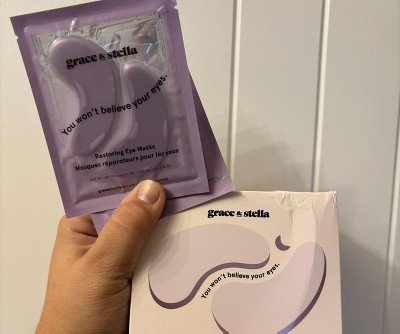 grace & stella
You won't believe your eyes.
Restoring Eye Masks
Masques réparateurs pour les yeux
grace & stella
You won't believe your eyes.